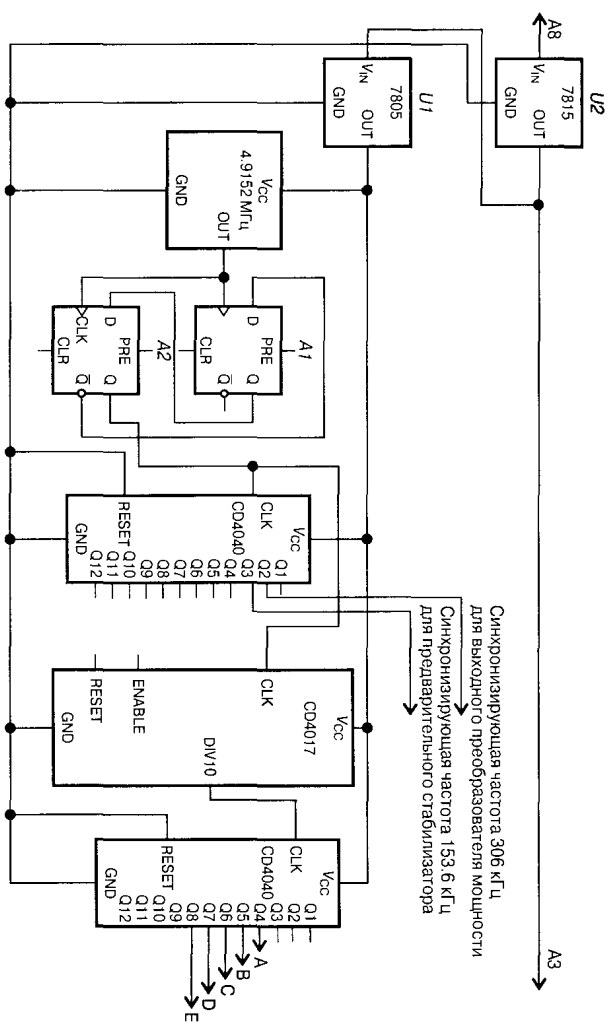 A8
A3
U2
7815
VIN
OUT
GND
U1
7805
VIN
OUT
GND
VCC
4.9152 МГц
OUT
GND
A1
D
PRE
Q
Q
CLR
A2
D
PRE
CLK
Q
Q
CLR
VCC
CLK
CD4040
RESET
GND
Q1
Q2
Q3
Q4
Q5
Q6
Q7
Q8
Q9
Q10
Q11
Q12
Синхронизирующая частота 306 кГц
для выходного преобразователя мощности
Синхронизирующая частота 153.6 кГц
для предварительного стабилизатора
VCC
CD4017
CLK
DIV10
ENABLE
RESET
GND
VCC
CLK
CD4040
RESET
GND
Q1
Q2
Q3
Q4
Q5
Q6
Q7
Q8
Q9
Q10
Q11
Q12
A
B
C
D
E